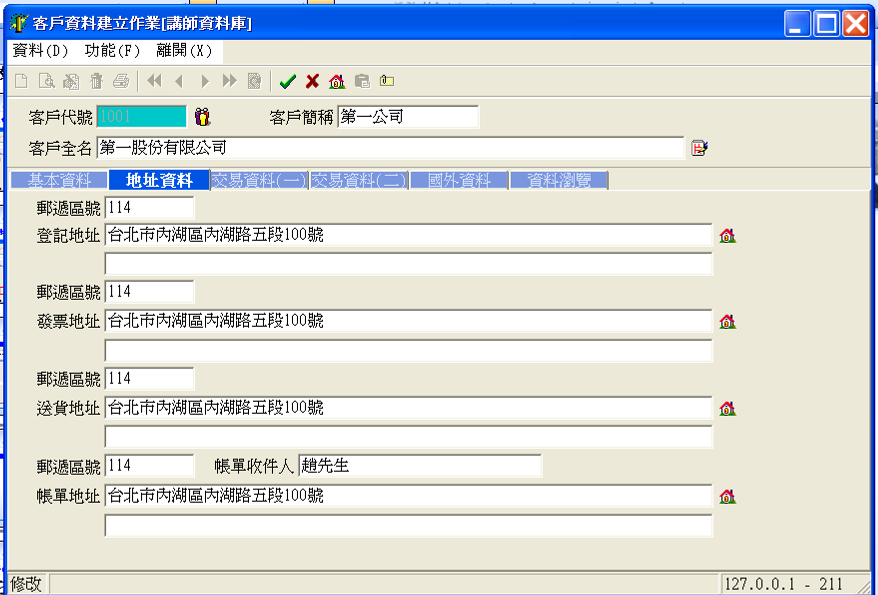 客戶資料建立作業[講師資料庫]
資料(D) 功能(F) 離開(X)
客戶代號 1001 客戶簡稱 第一公司
客戶全名 第一股份有限公司
基本資料 地址資料 交易資料(一) 交易資料(二) 國外資料 資料瀏覽
郵遞區號 114
登記地址 台北市內湖區內湖路五段100號
郵遞區號 114
發票地址 台北市內湖區內湖路五段100號
郵遞區號 114
送貨地址 台北市內湖區內湖路五段100號
郵遞區號 114 帳單收件人 趙先生
帳單地址 台北市內湖區內湖路五段100號
修改 127.0.0.1 - 211